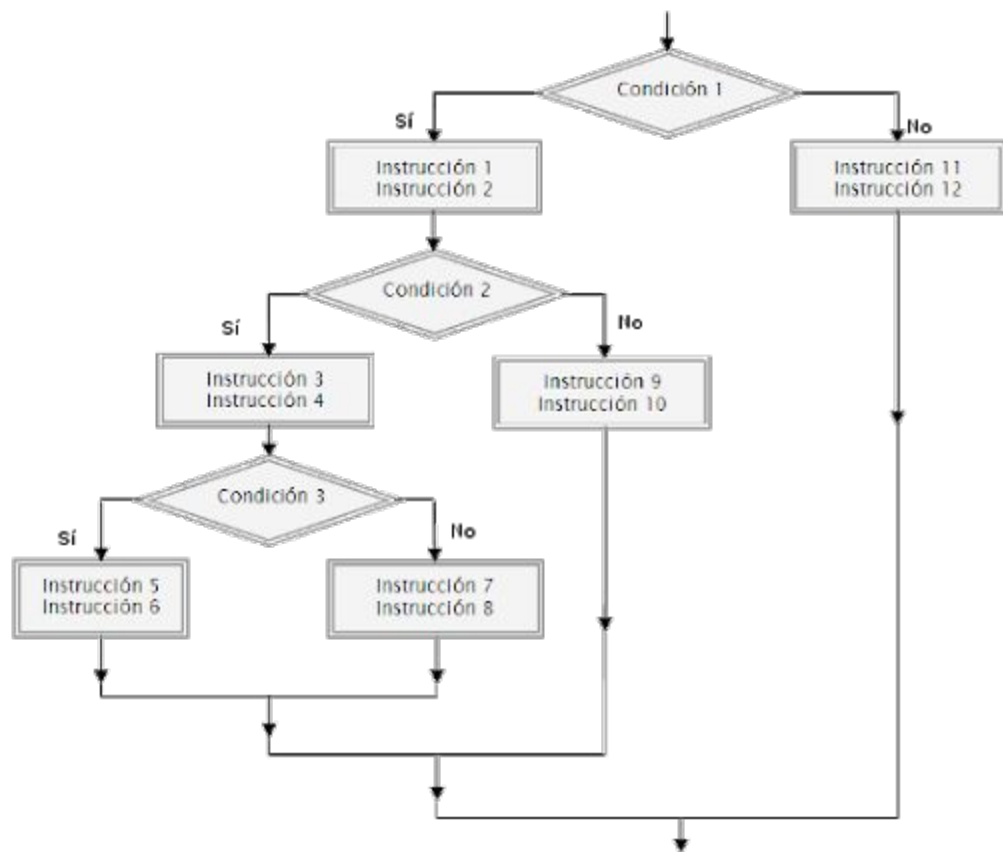 Condición 1
Sí
No
Instrucción 1
Instrucción 2
Instrucción 11
Instrucción 12
Condición 2
Sí
No
Instrucción 3
Instrucción 4
Instrucción 9
Instrucción 10
Condición 3
Sí
No
Instrucción 5
Instrucción 6
Instrucción 7
Instrucción 8